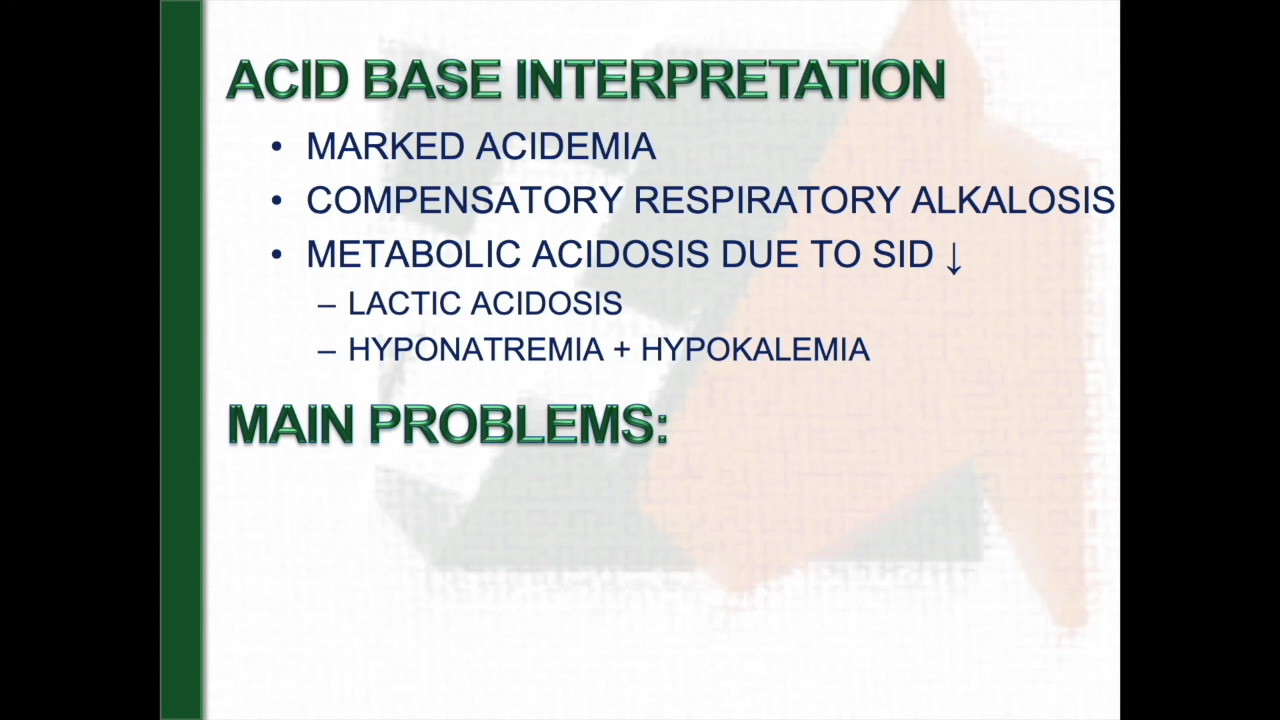 ACID BASE INTERPRETATION
• MARKED ACIDEMIA
• COMPENSATORY RESPIRATORY ALKALOSIS
• METABOLIC ACIDOSIS DUE TO SID ↓
– LACTIC ACIDOSIS
– HYPONATREMIA + HYPOKALEMIA
MAIN PROBLEMS: